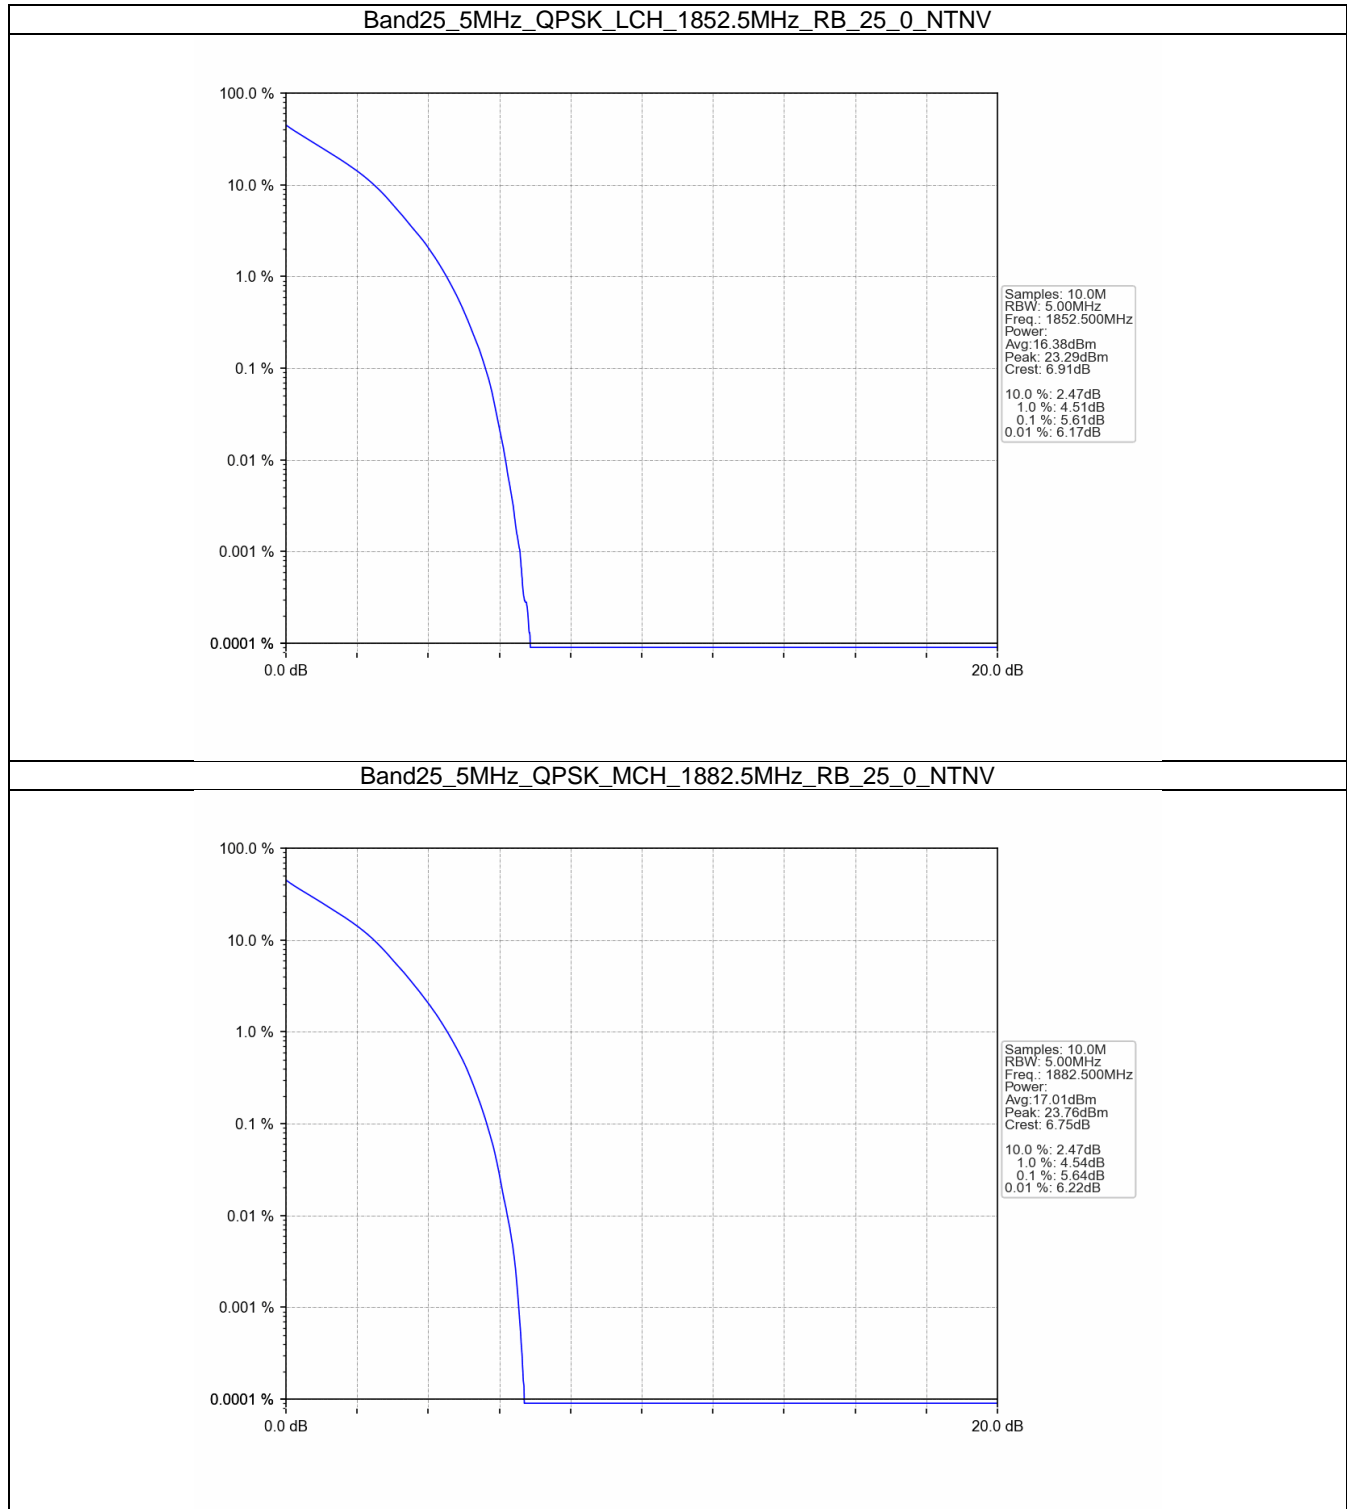 Band25_5MHz_QPSK_LCH_1852.5MHz_RB_25_0_NTNV
100.0 %
10.0 %
1.0 %
0.1 %
0.01 %
0.001 %
0.0001 %
0.0 dB
20.0 dB
Samples: 10.0M
RBW: 5.00MHz
Freq.: 1852.500MHz
Power:
Avg:16.38dBm
Peak: 23.29dBm
Crest: 6.91dB
10.0 %: 2.47dB
1.0 %: 4.51dB
0.1 %: 5.61dB
0.01 %: 6.17dB
Band25_5MHz_QPSK_MCH_1882.5MHz_RB_25_0_NTNV
100.0 %
10.0 %
1.0 %
0.1 %
0.01 %
0.001 %
0.0001 %
0.0 dB
20.0 dB
Samples: 10.0M
RBW: 5.00MHz
Freq.: 1882.500MHz
Power:
Avg:17.01dBm
Peak: 23.76dBm
Crest: 6.75dB
10.0 %: 2.47dB
1.0 %: 4.54dB
0.1 %: 5.64dB
0.01 %: 6.22dB